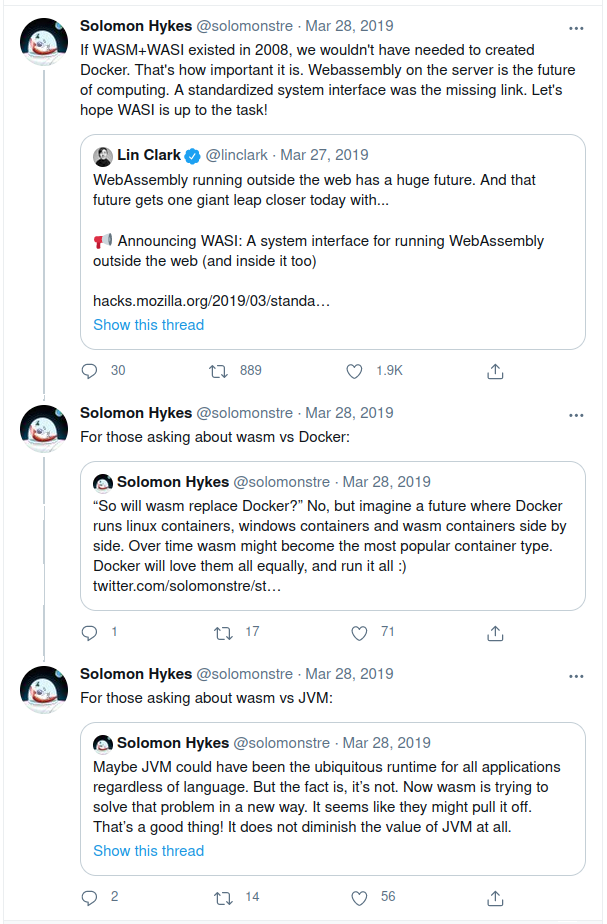 Solomon Hykes @solomonstre · Mar 28, 2019
If WASM+WASI existed in 2008, we wouldn't have needed to created
Docker. That's how important it is. Webassembly on the server is the future
of computing. A standardized system interface was the missing link. Let's
hope WASI is up to the task!
Lin Clark @linclark · Mar 27, 2019
WebAssembly running outside the web has a huge future. And that
future gets one giant leap closer today with...
📢 Announcing WASI: A system interface for running WebAssembly
outside the web (and inside it too)
hacks.mozilla.org/2019/03/standa…
Show this thread
30 889 1.9K
Solomon Hykes @solomonstre · Mar 28, 2019
For those asking about wasm vs Docker:
Solomon Hykes @solomonstre · Mar 28, 2019
“So will wasm replace Docker?” No, but imagine a future where Docker
runs linux containers, windows containers and wasm containers side by
side. Over time wasm might become the most popular container type.
Docker will love them all equally, and run it all :)
twitter.com/solomonstre/st…
1 17 71
Solomon Hykes @solomonstre · Mar 28, 2019
For those asking about wasm vs JVM:
Solomon Hykes @solomonstre · Mar 28, 2019
Maybe JVM could have been the ubiquitous runtime for all applications
regardless of language. But the fact is, it’s not. Now wasm is trying to
solve that problem in a new way. It seems like they might pull it off.
That’s a good thing! It does not diminish the value of JVM at all.
Show this thread
2 14 56